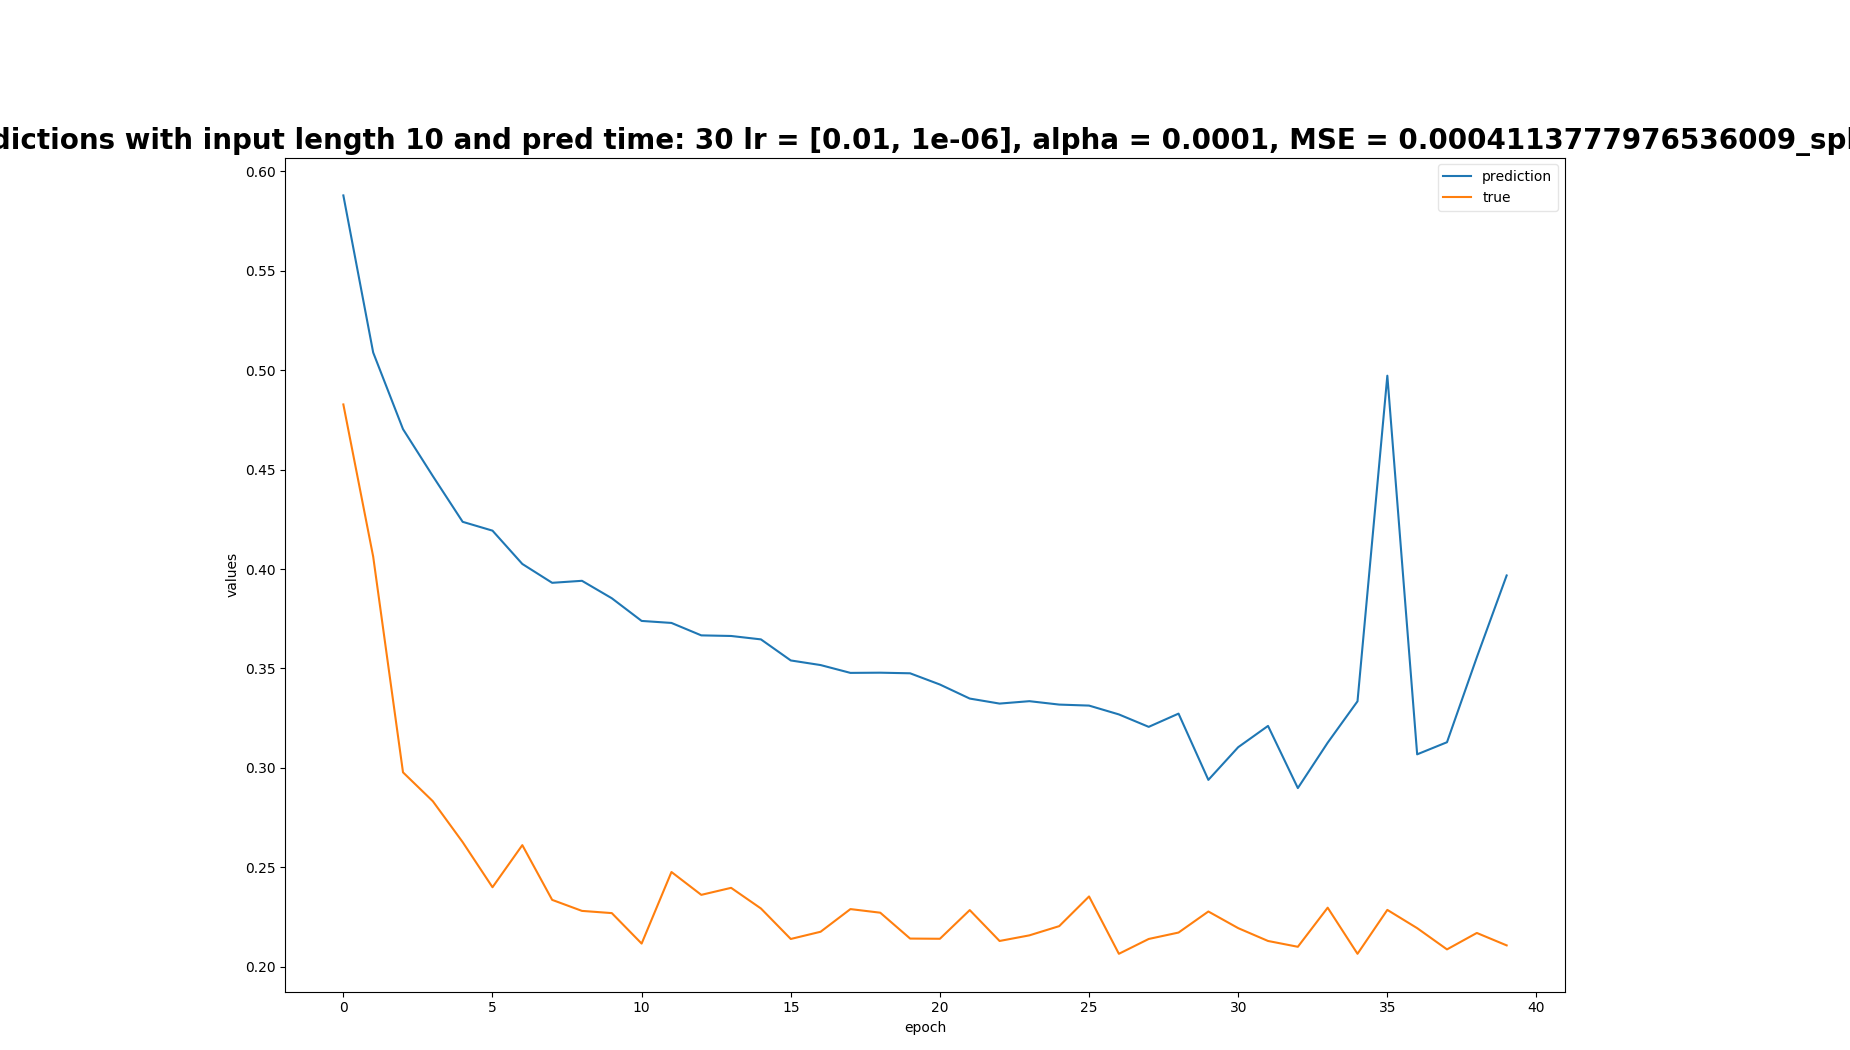 dictions with input length 10 and pred time: 30 lr = [0.01, 1e-06], alpha = 0.0001, MSE = 0.0004113777976536009_spl
prediction
true
0.60
0.55
0.50
0.45
0.40
0.35
0.30
0.25
0.20
values
0 5 10 15 20 25 30 35 40
epoch